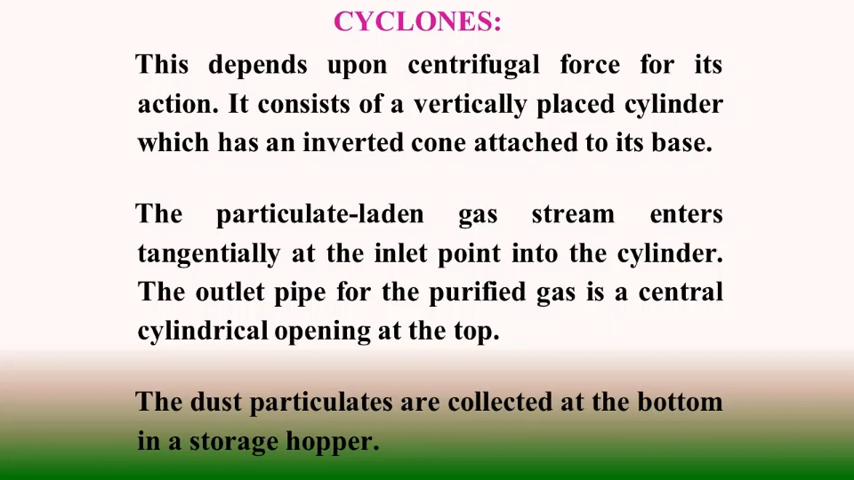 CYCLONES:
This depends upon centrifugal force for its
action. It consists of a vertically placed cylinder
which has an inverted cone attached to its base.
The particulate-laden gas stream enters
tangentially at the inlet point into the cylinder.
The outlet pipe for the purified gas is a central
cylindrical opening at the top.
The dust particulates are collected at the bottom
in a storage hopper.